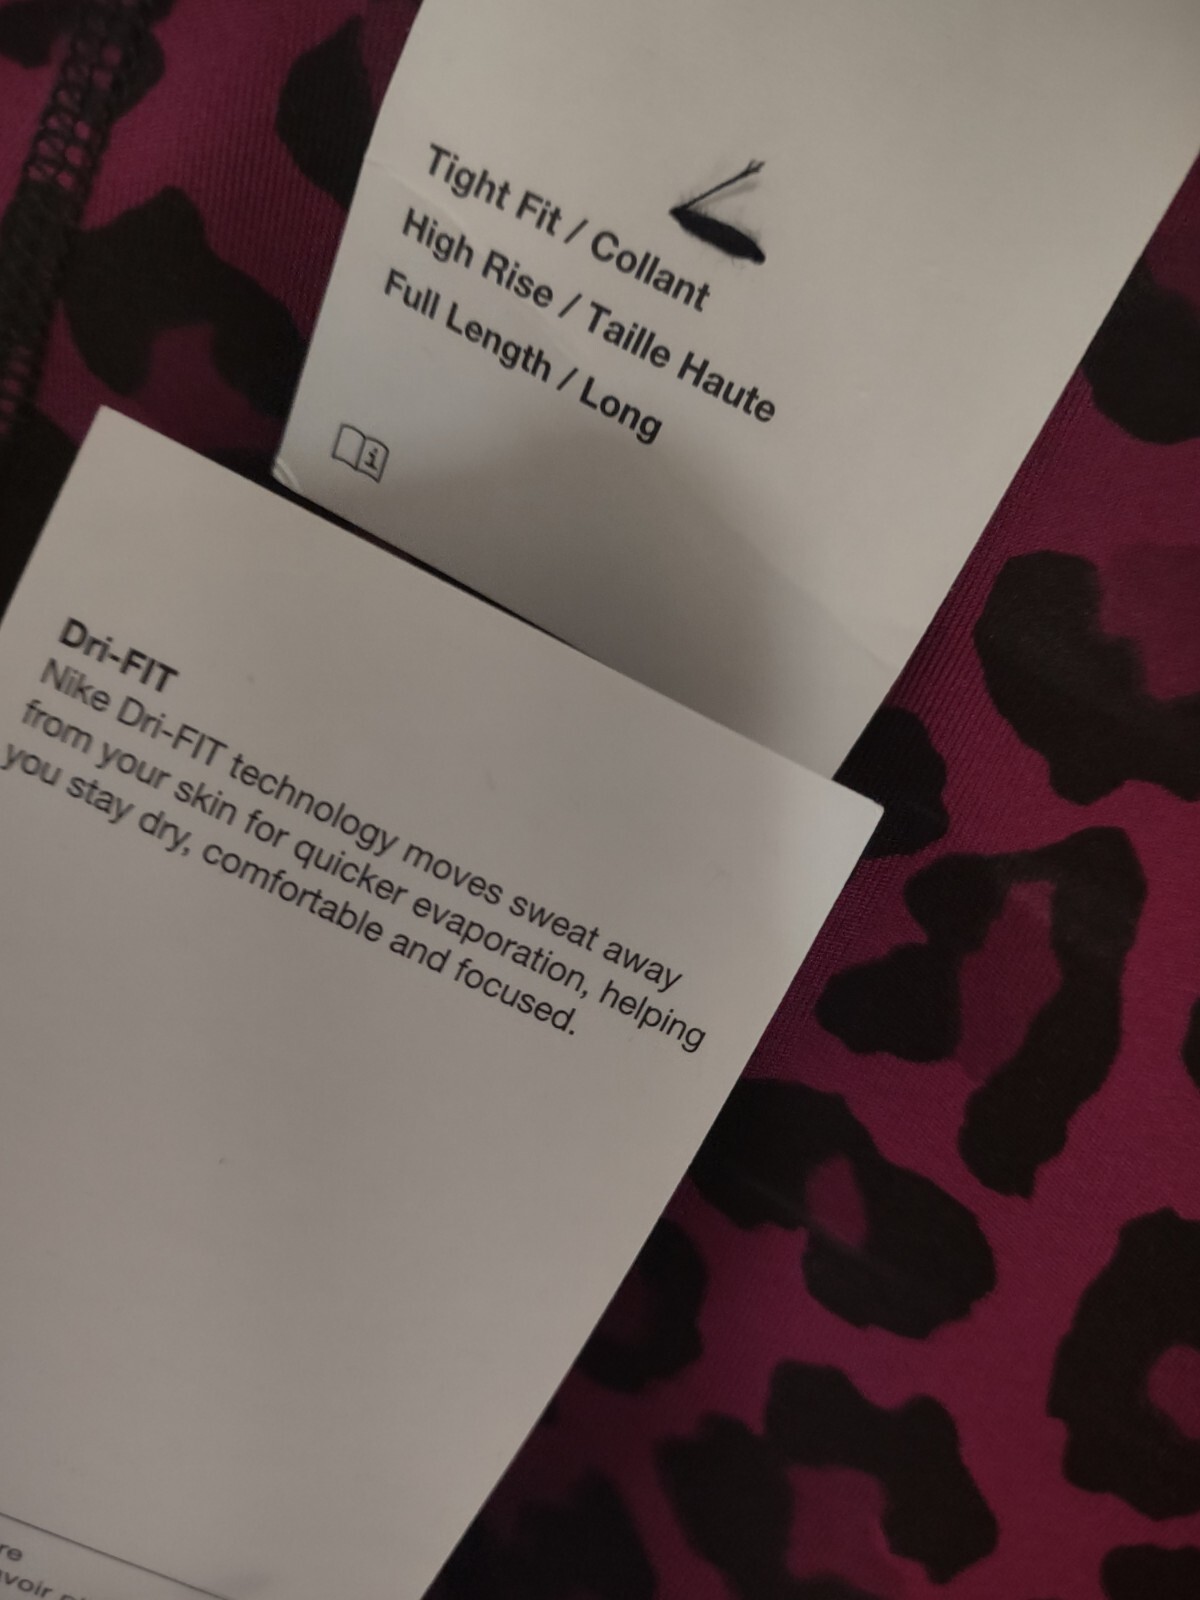 Tight Fit / Collant
High Rise / Taille Haute
Full Length / Long
i
Dri-FIT
Nike Dri-FIT technology moves sweat away
from your skin for quicker evaporation, helping
you stay dry, comfortable and focused.